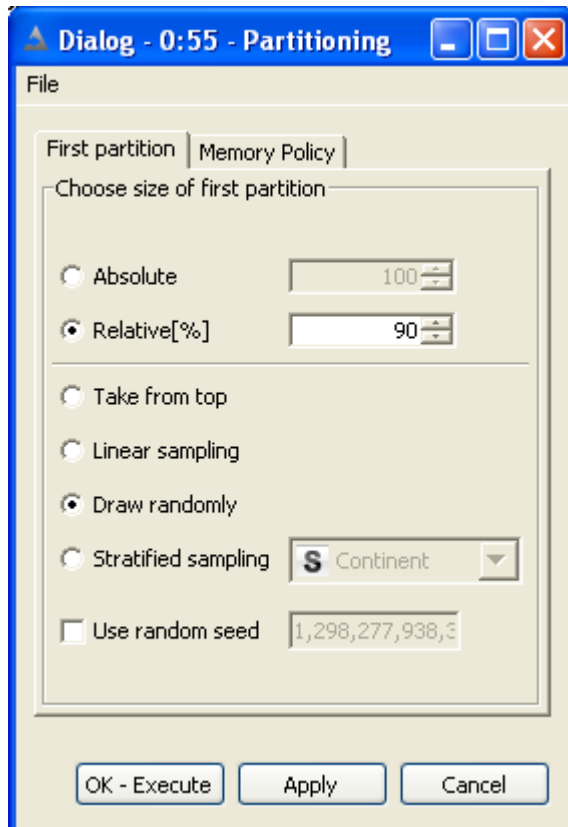 Dialog - 0:55 - Partitioning
File
First partition Memory Policy
Choose size of first partition
Absolute 100
Relative[%] 90
Take from top
Linear sampling
Draw randomly
Stratified sampling S Continent
Use random seed 1,298,277,938,3
OK - Execute Apply Cancel